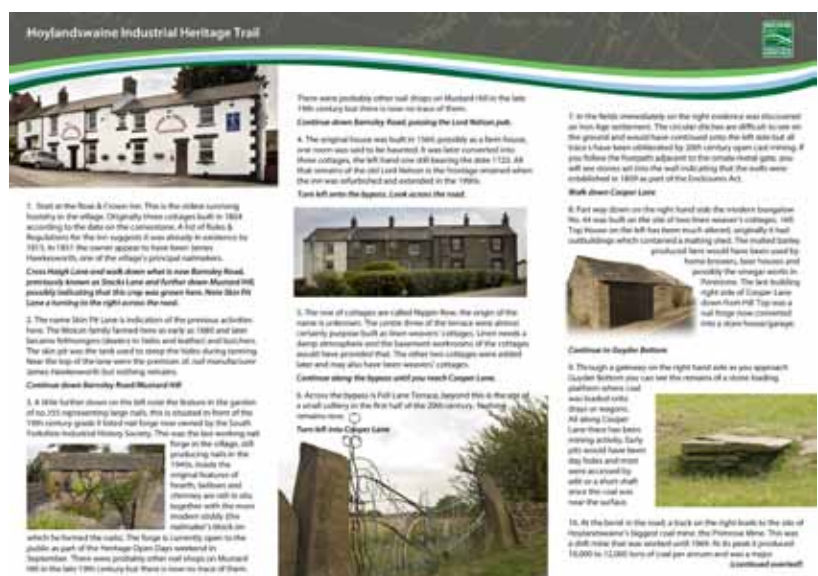 Hoylandswaine Industrial Heritage Trail
1. Start at the Rose & Crown Inn. This is the oldest surviving
hostelry in the village. Originally three cottages built in 1804
according to the date on the cornerstone. A list of Rules &
Regulations for the Inn suggests it was already in existence by
1815. In 1851 the owner appear to have been James
Hawkesworth, one of the village's principal nailmakers.
Cross Haigh Lane and walk down what is now Barnsley Road,
previously known as Stocks Lane and further down Mustard Hill,
possibly indicating that this crop was grown here. Note Skin Pit
Lane a turning to the right across the road.
2. The name Skin Pit Lane is indication of the previous activities
here. The family farmed here as early as 1680 and later
became fellmongers (dealers in hides and leather) and butchers.
The skin pit was the tank used to steep the hides during tanning.
Near the top of the lane were the premises of nail manufacturer
James Hawkesworth but nothing remains.
Continue down Barnsley Road/Mustard Hill
3. A little further down on the left note the feature in the garden
of no.355 representing large nails, this is situated in front of the
19th century grade II listed nail forge now owned by the South
Yorkshire Industrial History Society. This was the last working nail
forge in the village, still
producing nails in the
1940s. Inside the
original features of
hearth, bellows and
chimney are still in situ
together with the more
modern oddy (the
nailmaker's block on
which he formed the nails). The forge is currently open to the
public as part of the Heritage Open Days weekend in
September. There were probably other nail shops on Mustard
Hill in the late 19th century but there is now no trace of them.
There were probably other nail shops on Mustard Hill in the late
19th century but there is now no trace of them.
Continue down Barnsley Road, passing the Lord Nelson pub.
4. The original house was built in possibly as a farm house,
one room was said to be haunted. It was later converted into
three cottages, the left hand one still bearing the date All
that remains of the old Lord Nelson is the frontage retained when
the inn was refurbished and extended in the 1990s.
Turn left onto the bypass. Look across the road.
5. The row of cottages are called Nippin Row, the origin of the
name is unknown. The centre three of the terrace were almost
certainly purpose built as linen weavers' cottages. Linen needs a
damp atmosphere and the basement workrooms of the cottages
would have provided that. The other two cottages were added
later and may also have been weavers' cottages.
Continue along the bypass until you reach Cooper Lane.
6. Across the bypass is Fell Lane Terrace, beyond this is the site of
a small colliery in the first half of the 20th century. Nothing
remains now.
Turn left into Cooper Lane
7. In the fields immediately on the right evidence was discovered
an Iron Age settlement. The circular ditches are difficult to see on
the ground and would have continued onto the left side but all
traces have been obliterated by 20th century open cast mining. If
you follow the footpath adjacent to the ornate metal gate, you
will see stones set into the wall indicating that the walls were
established in 1809 as part of the Enclosures Act.
Walk down Cooper Lane
8. Part way down on the right hand side the modern bungalow
No. 44 was built on the site of two linen weaver's cottages. Hill
Top House on the left has been much altered, originally it had
outbuildings which contained a malting shed. The malted barley
produced here would have been used by
home brewers, beer houses and
possibly the vinegar works in
Penistone. The last building
right side of Cooper Lane
down from Hill Top was a
nail forge now converted
into a store house/garage.
Continue to Guyder Bottom
9. Through a gateway on the right hand side as you approach
Guyder Bottom you can see the remains of a stone loading
platform where coal
was loaded onto
drays or wagons.
All along Cooper
Lane there has been
mining activity. Early
pits would have been
day holes and most
were accessed by
adit or a short shaft
since the coal was
near the surface.
10. At the bend in the road, a track on the right leads to the site of
Hoylandswaine's biggest coal mine, the Primrose Mine. This was
a drift mine that was worked until 1969. At its peak it produced
10,000 to 12,000 tons of coal per annum and was a major
(continued overleaf)